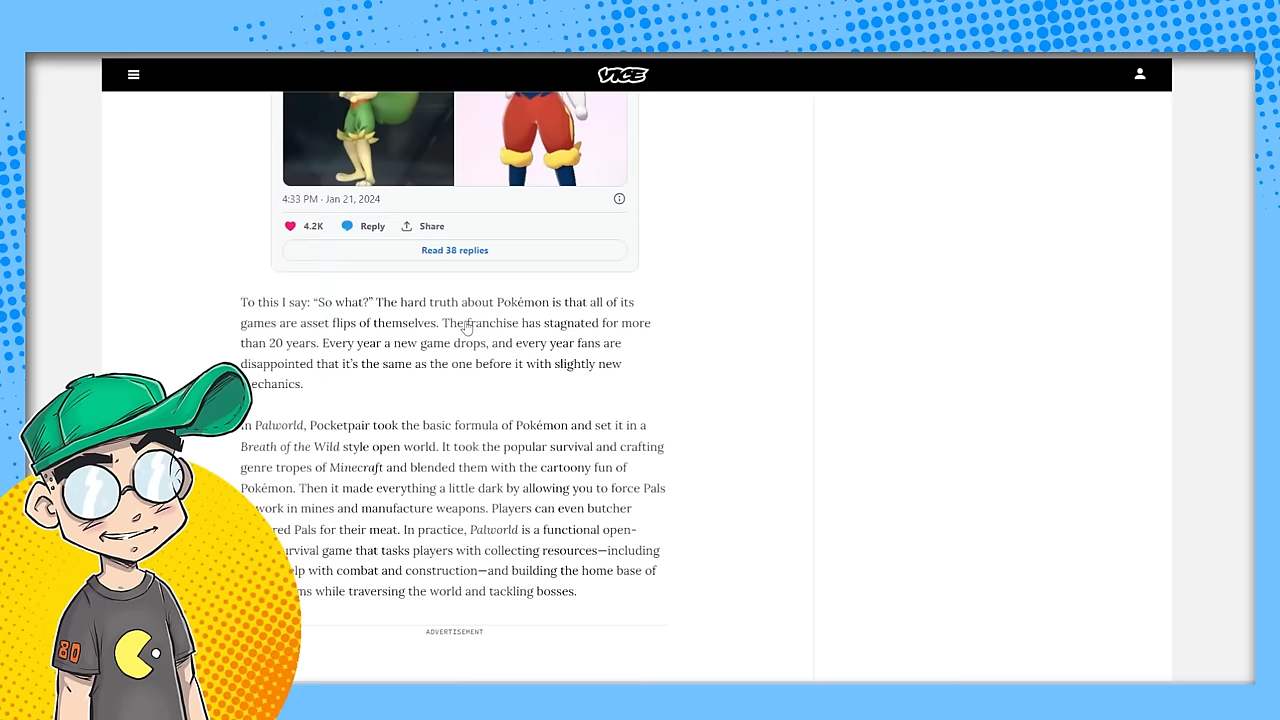 VICE
4:33 PM · Jan 21, 2024
4.2K Reply Share
Read 38 replies
To this I say: “So what?” The hard truth about Pokémon is that all of its
games are asset flips of themselves. The franchise has stagnated for more
than 20 years. Every year a new game drops, and every year fans are
disappointed that it’s the same as the one before it with slightly new
mechanics.
In Palworld, Pocketpair took the basic formula of Pokémon and set it in a
Breath of the Wild style open world. It took the popular survival and crafting
genre tropes of Minecraft and blended them with the cartoony fun of
Pokémon. Then it made everything a little dark by allowing you to force Pals
work in mines and manufacture weapons. Players can even butcher
Pals for their meat. In practice, Palworld is a functional open-
survival game that tasks players with collecting resources—including
with combat and construction—and building the home base of
while traversing the world and tackling bosses.
ADVERTISEMENT
80